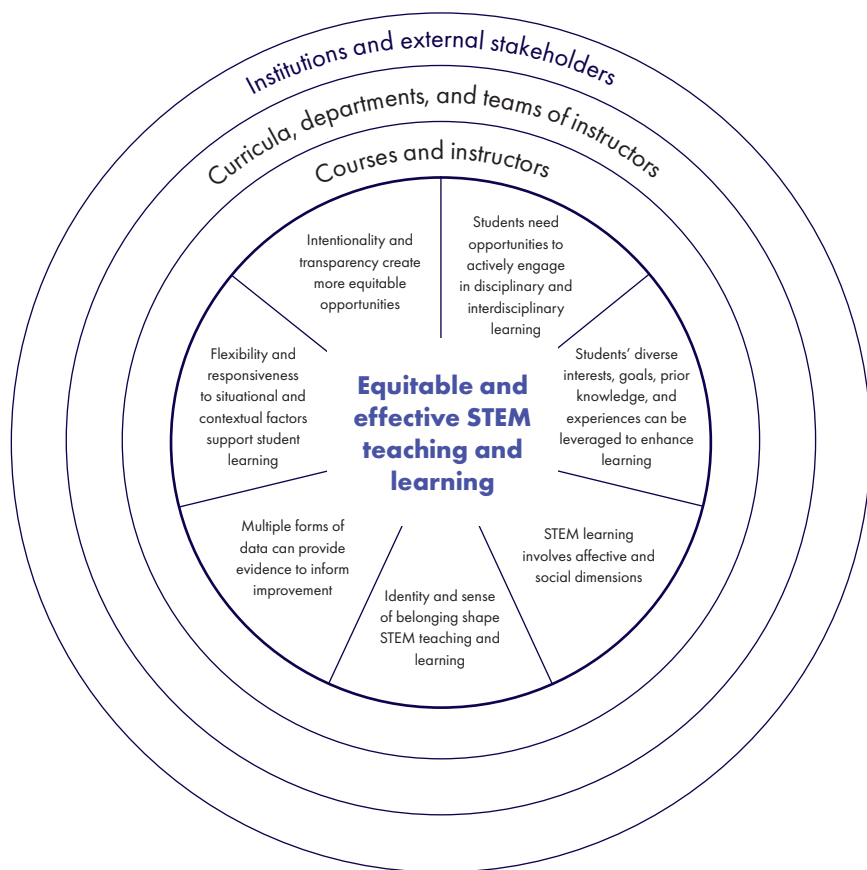 Institutions and external stakeholders
Curricula, departments, and teams of instructors
Courses and instructors
Intentionality and
transparency create
more equitable
opportunities
Students need
opportunities to
actively engage
in disciplinary and
interdisciplinary
learning
Students’ diverse
interests, goals, prior
knowledge, and
experiences can be
leveraged to enhance
learning
STEM learning
involves affective and
social dimensions
Identity and sense
of belonging shape
STEM teaching and
learning
Multiple forms of
data can provide
evidence to inform
improvement
Flexibility and
responsiveness
to situational and
contextual factors
support student
learning
Equitable and
effective STEM
teaching and
learning